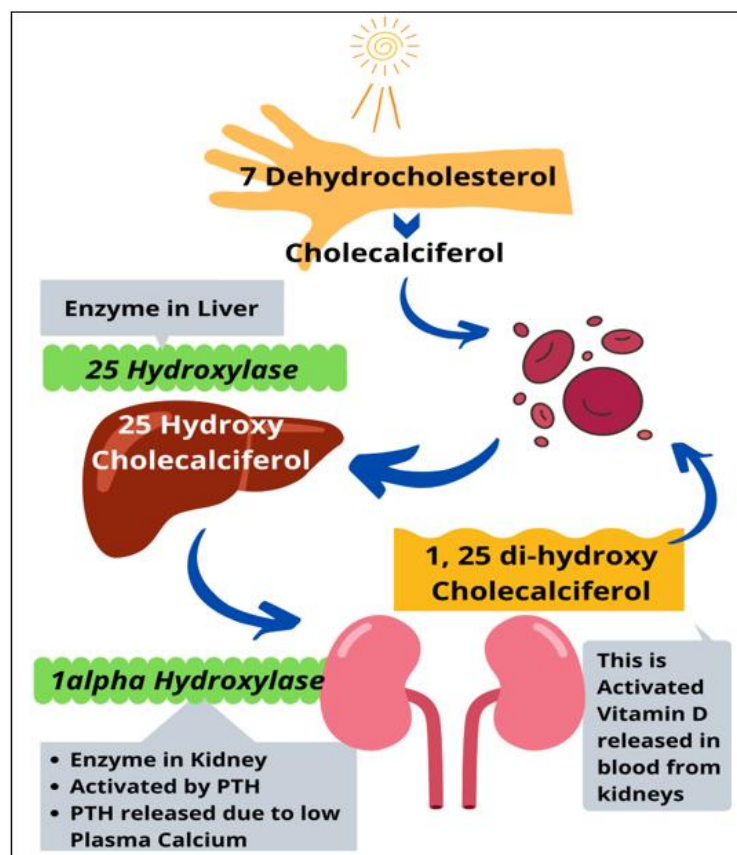 7 Dehydrocholesterol
Cholecalciferol
Enzyme in Liver
25 Hydroxylase
25 Hydroxy
Cholecalciferol
1, 25 di-hydroxy
Cholecalciferol
1alpha Hydroxylase
• Enzyme in Kidney
• Activated by PTH
• PTH released due to low
Plasma Calcium
This is
Activated
Vitamin D
released in
blood from
kidneys